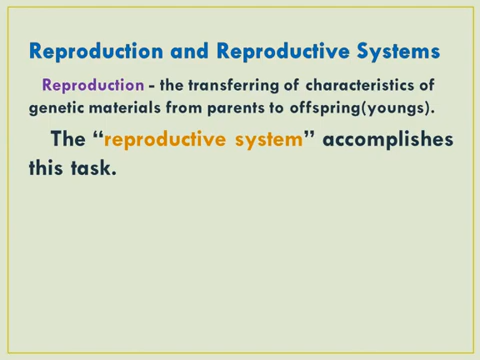 Reproduction and Reproductive Systems
Reproduction - the transferring of characteristics of
genetic materials from parents to offspring(youngs).
The “reproductive system” accomplishes
this task.